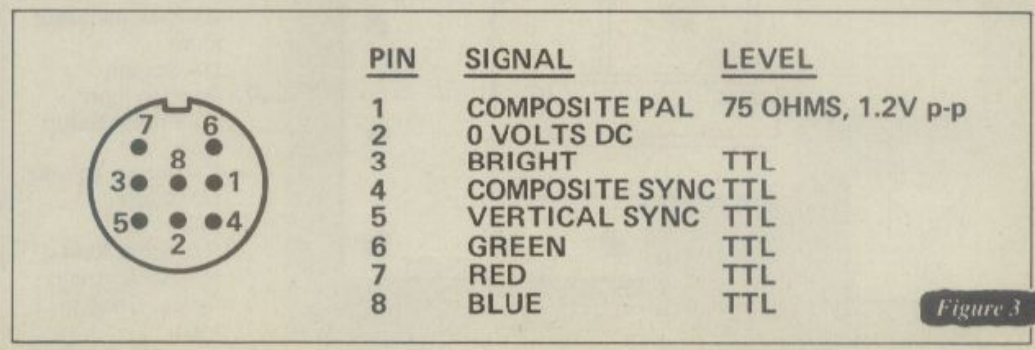 PIN SIGNAL LEVEL
1 COMPOSITE PAL 75 OHMS, 1.2V p-p
2 0 VOLTS DC
3 BRIGHT TTL
4 COMPOSITE SYNC TTL
5 VERTICAL SYNC TTL
6 GREEN TTL
7 RED TTL
8 BLUE TTL
7 6
8
3 1
5 4
2
Figure 3